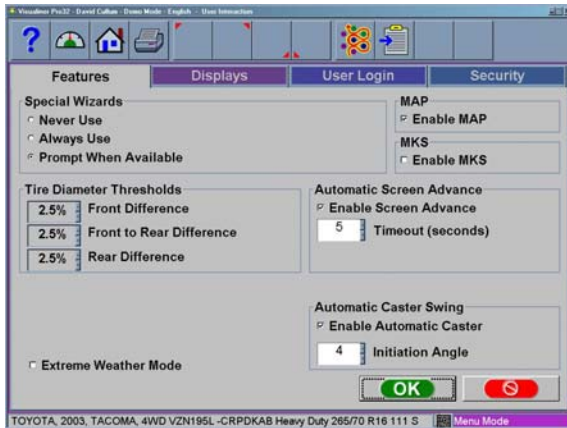 Visualiner Pro32 - David Cullum - Demo Mode - English - User Interaction
?
Features Displays User Login Security
Special Wizards
Never Use
Always Use
Prompt When Available
MAP
Enable MAP
MKS
Enable MKS
Tire Diameter Thresholds
2.5% Front Difference
2.5% Front to Rear Difference
2.5% Rear Difference
Automatic Screen Advance
Enable Screen Advance
5 Timeout (seconds)
Automatic Caster Swing
Enable Automatic Caster
4 Initiation Angle
Extreme Weather Mode
OK
TOYOTA, 2003, TACOMA, 4WD VZN195L -CRPDKAB Heavy Duty 265/70 R16 111 S Menu Mode